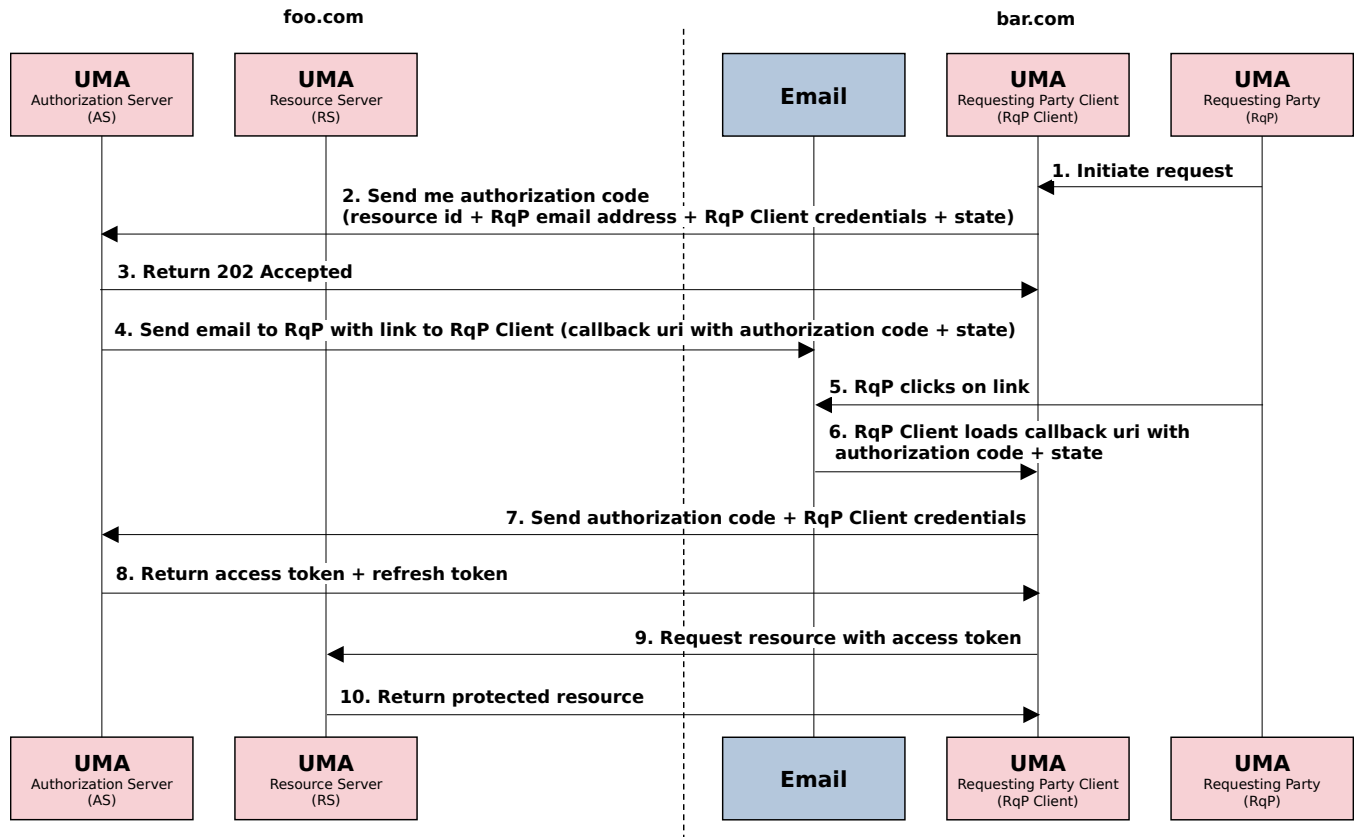 foo.com
bar.com
UMA
Authorization Server
(AS)
UMA
Resource Server
(RS)
Email
UMA
Requesting Party Client
(RqP Client)
UMA
Requesting Party
(RqP)
1. Initiate request
2. Send me authorization code
(resource id + RqP email address + RqP Client credentials + state)
3. Return 202 Accepted
4. Send email to RqP with link to RqP Client (callback uri with authorization code + state)
5. RqP clicks on link
6. RqP Client loads callback uri with
authorization code + state
7. Send authorization code + RqP Client credentials
8. Return access token + refresh token
9. Request resource with access token
10. Return protected resource
UMA
Authorization Server
(AS)
UMA
Resource Server
(RS)
Email
UMA
Requesting Party Client
(RqP Client)
UMA
Requesting Party
(RqP)